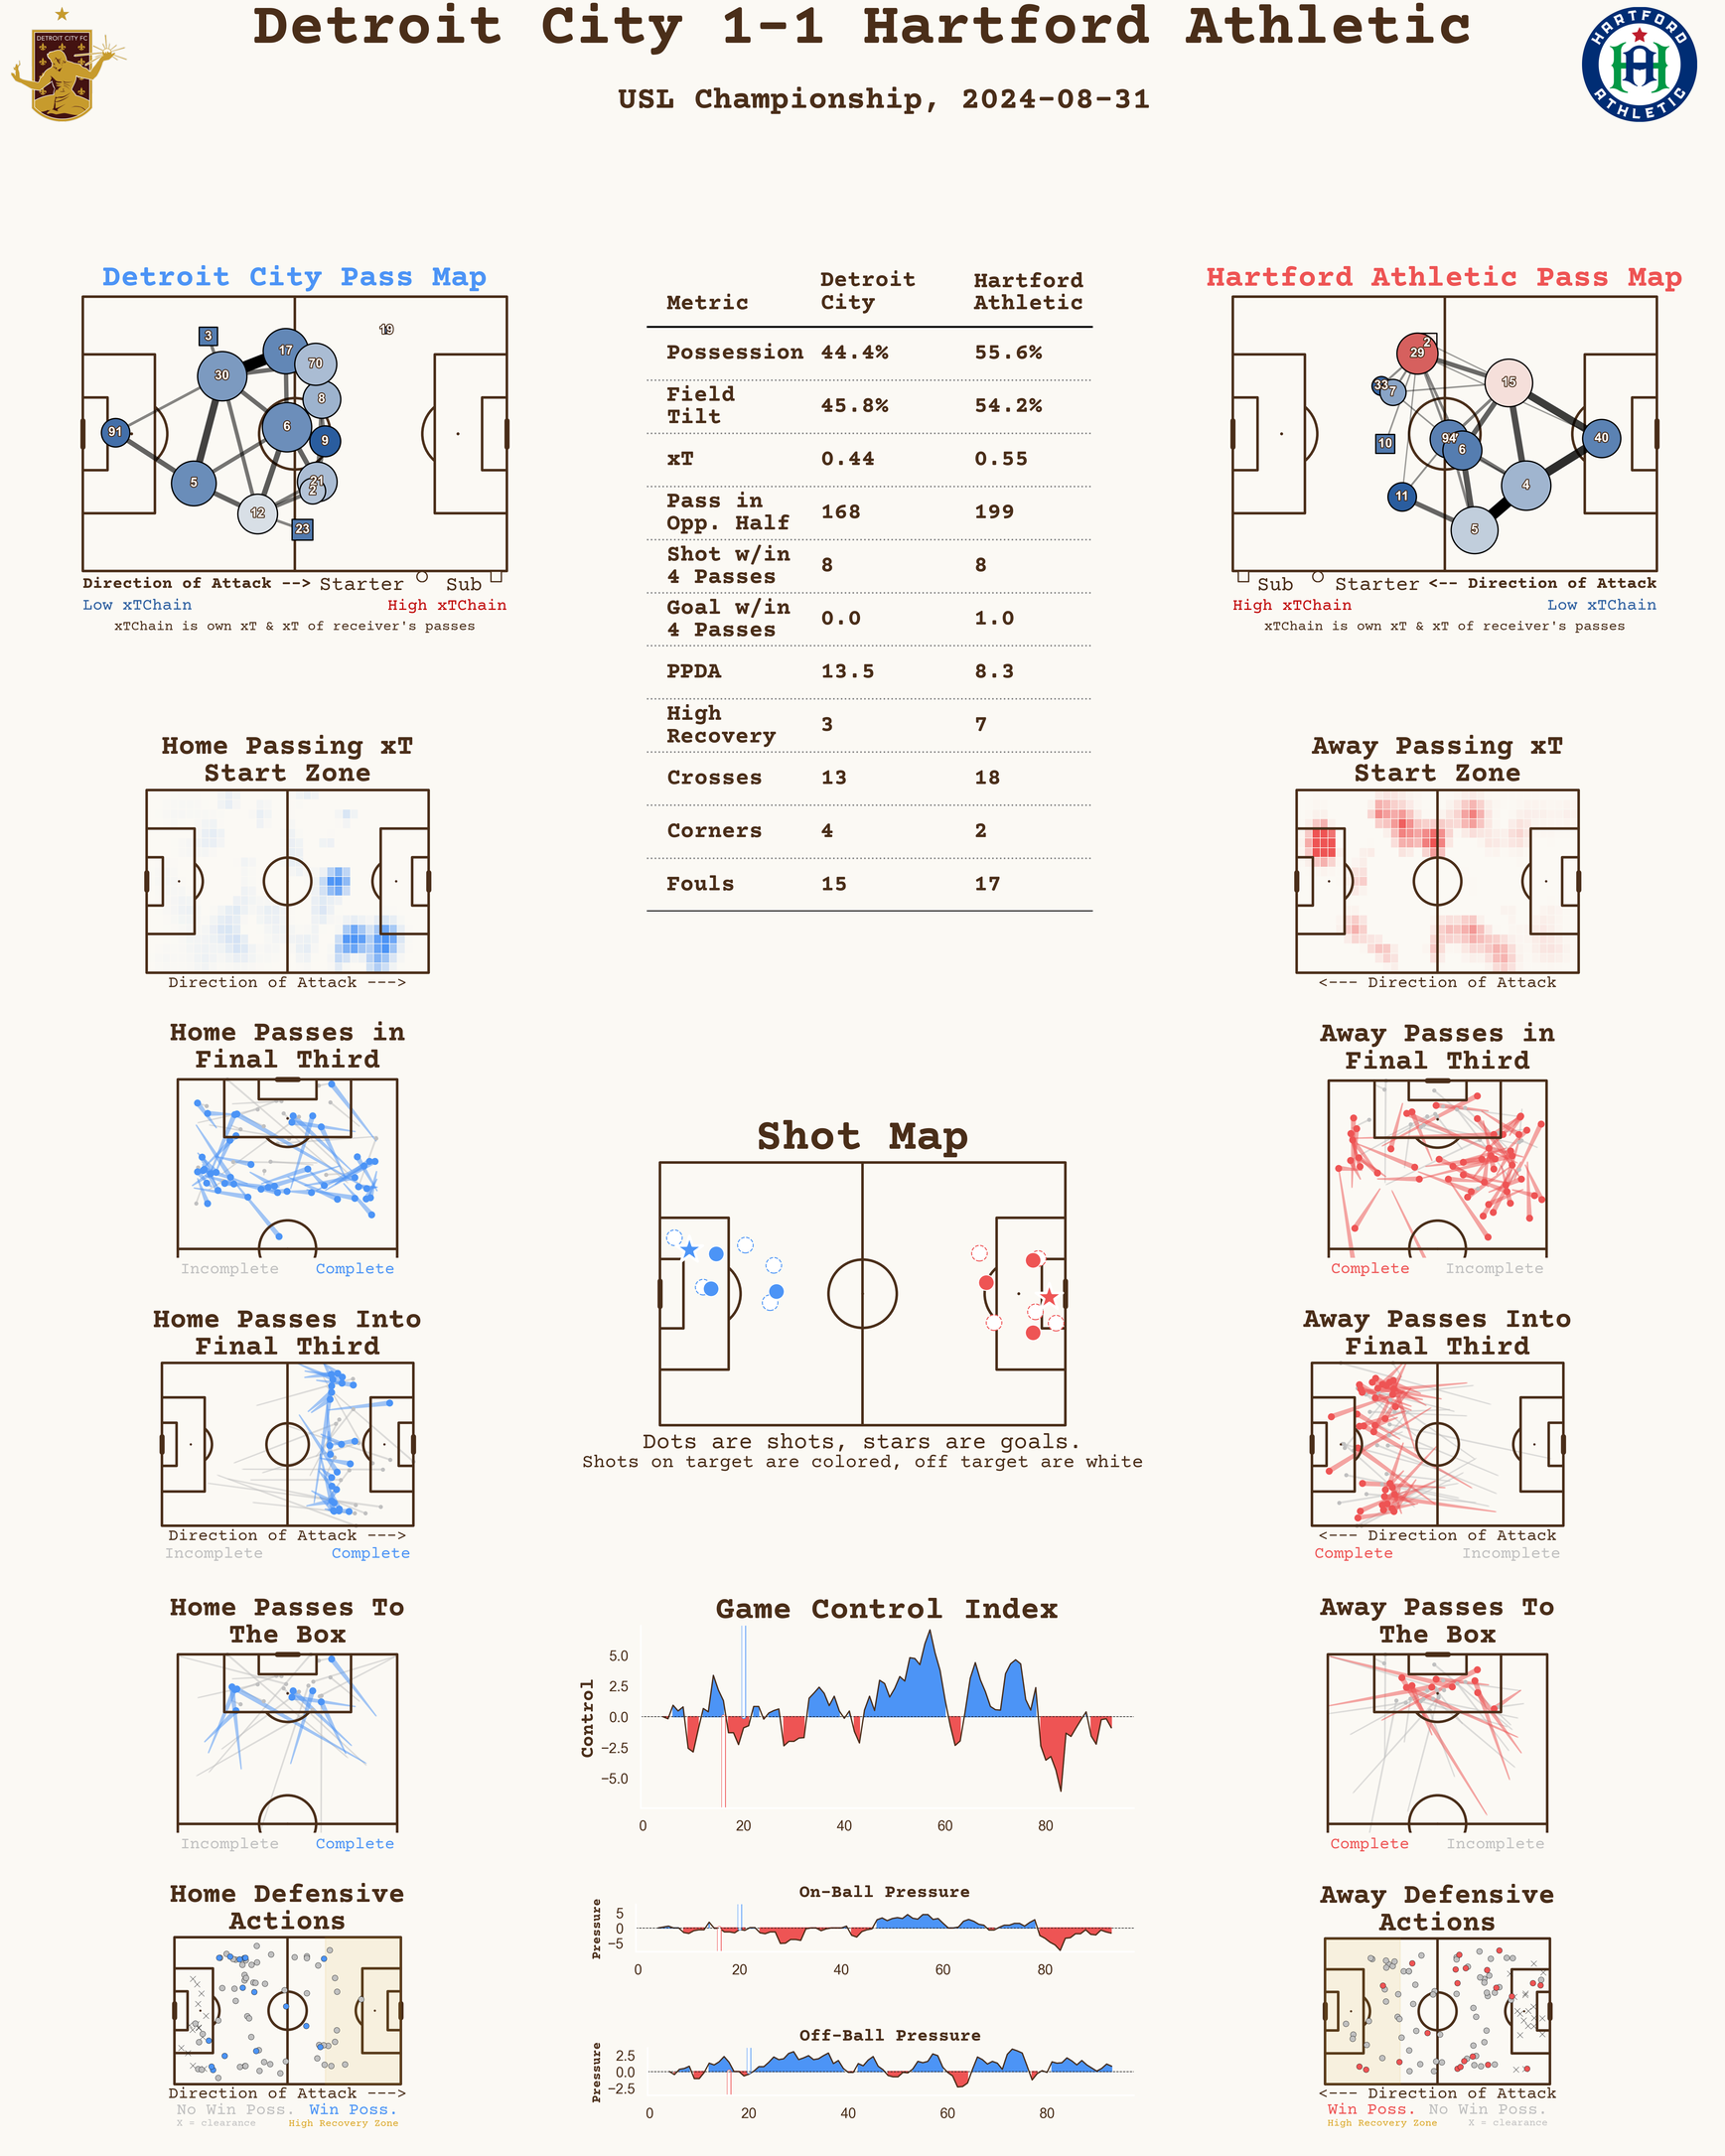 Detroit City 1-1 Hartford Athletic
USL Championship, 2024-08-31
DETROIT CITY FC
HARTFORD
ATHLETIC
Detroit City Pass Map
3
17
19
70
30
8
6
91
9
5
21
2
12
23
Direction of Attack --> Starter Sub
Low xTChain High xTChain
xTChain is own xT & xT of receiver's passes
Metric Detroit City Hartford Athletic
Possession 44.4% 55.6%
Field Tilt 45.8% 54.2%
xT 0.44 0.55
Pass in Opp. Half 168 199
Shot w/in 4 Passes 8 8
Goal w/in 4 Passes 0.0 1.0
PPDA 13.5 8.3
High Recovery 3 7
Crosses 13 18
Corners 4 2
Fouls 15 17
Hartford Athletic Pass Map
2
29
15
33
7
94
40
10
6
11
4
5
Sub Starter <-- Direction of Attack
High xTChain Low xTChain
xTChain is own xT & xT of receiver's passes
Home Passing xT
Start Zone
Direction of Attack --->
Away Passing xT
Start Zone
<--- Direction of Attack
Home Passes in
Final Third
Incomplete Complete
Away Passes in
Final Third
Complete Incomplete
Shot Map
Dots are shots, stars are goals.
Shots on target are colored, off target are white
Home Passes Into
Final Third
Direction of Attack --->
Incomplete Complete
Away Passes Into
Final Third
<--- Direction of Attack
Complete Incomplete
Home Passes To
The Box
Incomplete Complete
Game Control Index
Control
5.0
2.5
0.0
−2.5
−5.0
0 20 40 60 80
Away Passes To
The Box
Complete Incomplete
Home Defensive
Actions
Direction of Attack --->
No Win Poss. Win Poss.
X = clearance High Recovery Zone
On-Ball Pressure
Pressure
5
0
−5
0 20 40 60 80
Off-Ball Pressure
Pressure
2.5
0.0
−2.5
0 20 40 60 80
Away Defensive
Actions
<--- Direction of Attack
Win Poss. No Win Poss.
High Recovery Zone X = clearance